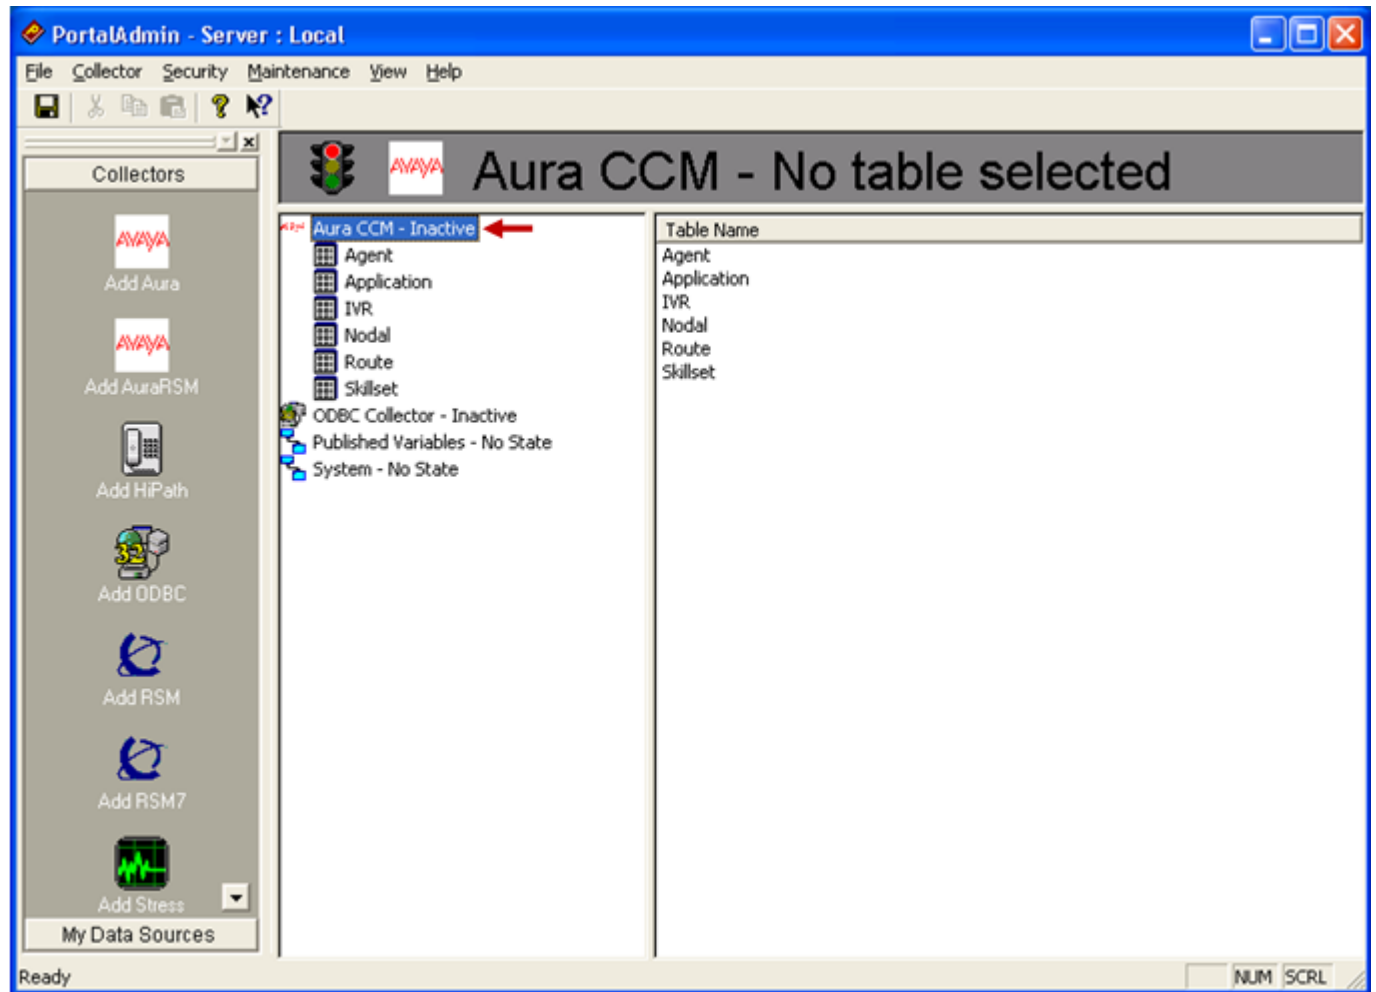 PortalAdmin - Server : Local
File Collector Security Maintenance View Help
Collectors
AVAYA Aura CCM - No table selected
AVAYA
Add Aura
AVAYA
Add AuraRSM
Add HiPath
32
Add ODBC
Add RSM
Add RSM7
Add Stress
My Data Sources
Aura CCM - Inactive
Agent
Application
IVR
Nodal
Route
Skillset
ODBC Collector - Inactive
Published Variables - No State
System - No State
Table Name
Agent
Application
IVR
Nodal
Route
Skillset
Ready
NUM SCRL